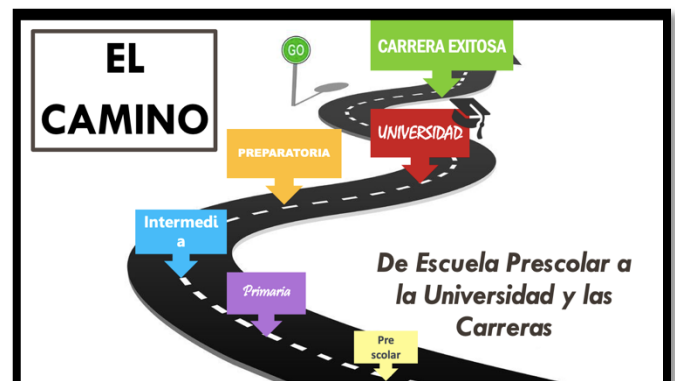 EL
CAMINO
GO
CARRERA EXITOSA
UNIVERSIDAD
PREPARATORIA
Intermedi
a
Primaria
Pre
scolar
De Escuela Prescolar a
la Universidad y las
Carreras